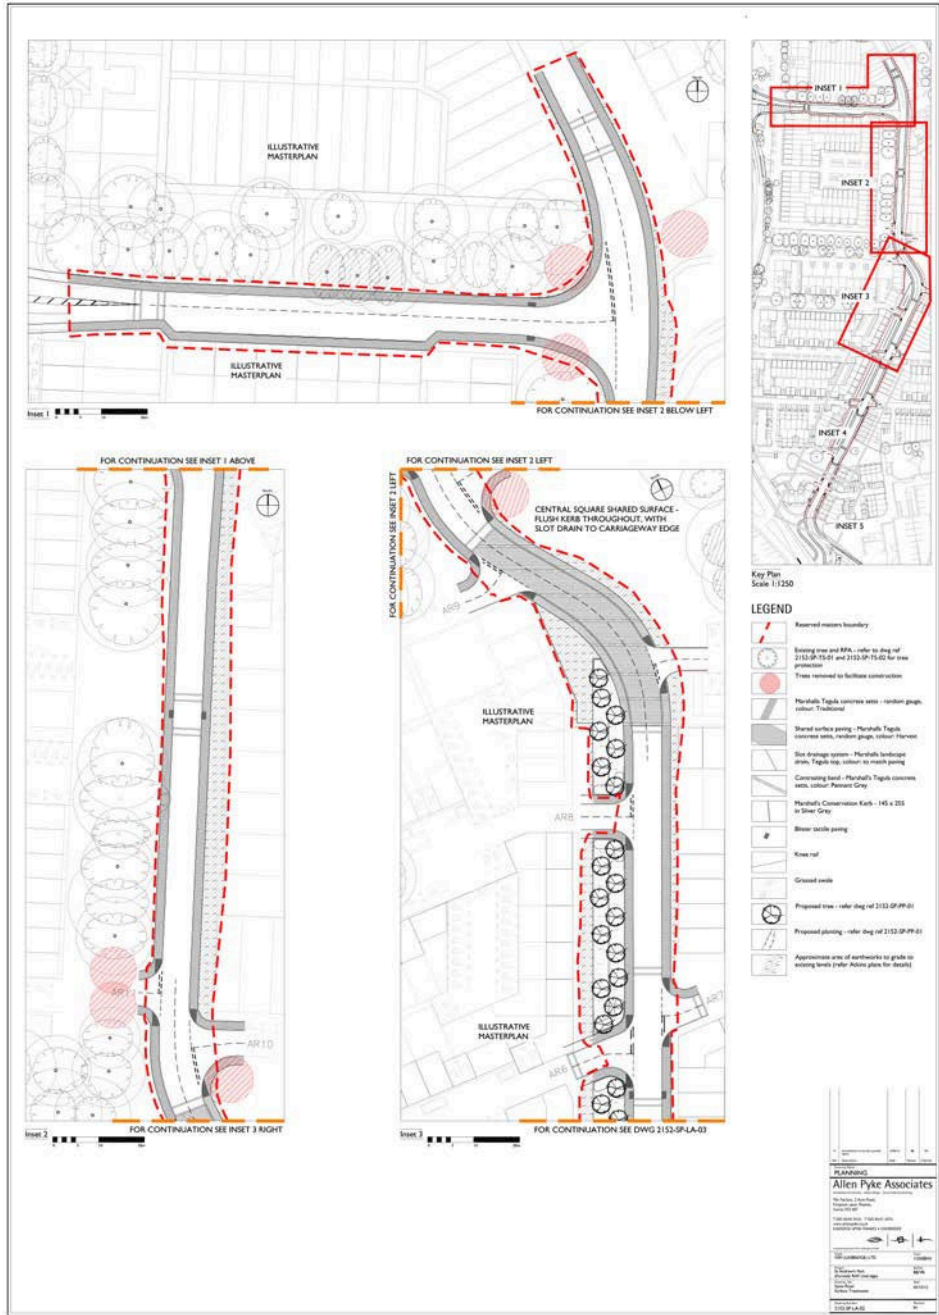 ILLUSTRATIVE
MASTERPLAN
ILLUSTRATIVE
MASTERPLAN
Inset 1
FOR CONTINUATION SEE INSET 2 BELOW LEFT
INSET 1
INSET 2
INSET 3
INSET 4
INSET 5
Key Plan
Scale 1:1250
FOR CONTINUATION SEE INSET 1 ABOVE
AR10
Inset 2
FOR CONTINUATION SEE INSET 3 RIGHT
FOR CONTINUATION SEE INSET 2 LEFT
FOR CONTINUATION SEE INSET 2 LEFT
CENTRAL SQUARE SHARED SURFACE -
FLUSH KERB THROUGHOUT, WITH
SLOT DRAIN TO CARRIAGEWAY EDGE
AR9
ILLUSTRATIVE
MASTERPLAN
AR8
AR7
ILLUSTRATIVE
MASTERPLAN
AR6
Inset 3
FOR CONTINUATION SEE DWG 2152-SP-LA-03
LEGEND
Reserved matters boundary
Existing tree and RPA - refer to dwg ref
2152-SP-TS-01 and 2152-SP-TS-02 for tree
protection
Trees removed to facilitate construction
Marshalls Tegula concrete setts - random gauge,
colour: Traditional
Shared surface paving - Marshalls Tegula
concrete setts, random gauge, colour: Harvest
Slot drainage system - Marshalls landscape
drain, Tegula top, colour: to match paving
Contrasting band - Marshall's Tegula concrete
setts, colour: Pennant Grey
Marshall's Conservation Kerb - 145 x 255
in Silver Grey
Blister tactile paving
Knee rail
Grassed swale
Proposed tree - refer dwg ref 2152-SP-PP-01
Proposed planting - refer dwg ref 2152-SP-PP-01
Approximate area of earthworks to grade to
existing levels (refer Atkins plans for details)
PLANNING
Allen Pyke Associates